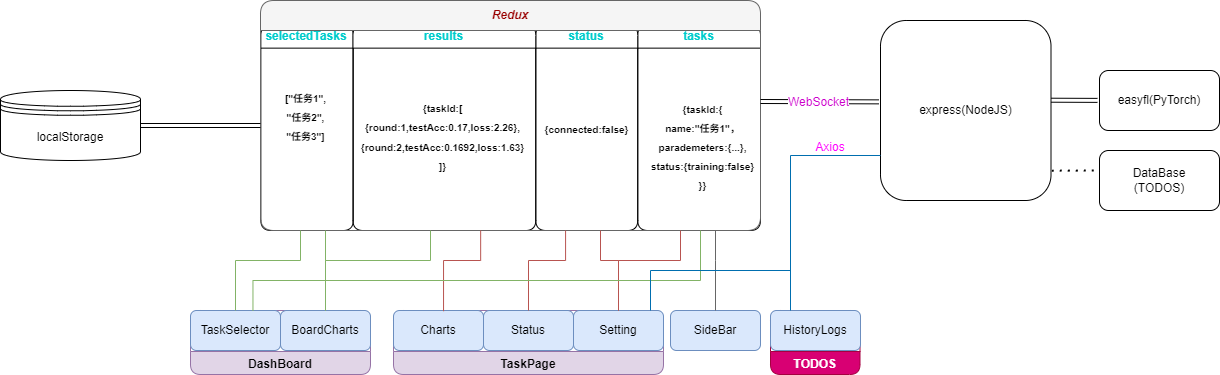 Redux
selectedTasks
results
status
tasks
localStorage
["任务1",
"任务2",
"任务3"]
{taskId:[
{round:1,testAcc:0.17,loss:2.26},
{round:2,testAcc:0.1692,loss:1.63}
]}
{connected:false}
{taskId:{
name:"任务1",
parademeters:{...},
status:{training:false}
}}
WebSocket
Axios
express(NodeJS)
easyfl(PyTorch)
DataBase
(TODOS)
TaskSelector
BoardCharts
DashBoard
Charts
Status
Setting
TaskPage
SideBar
HistoryLogs
TODOS